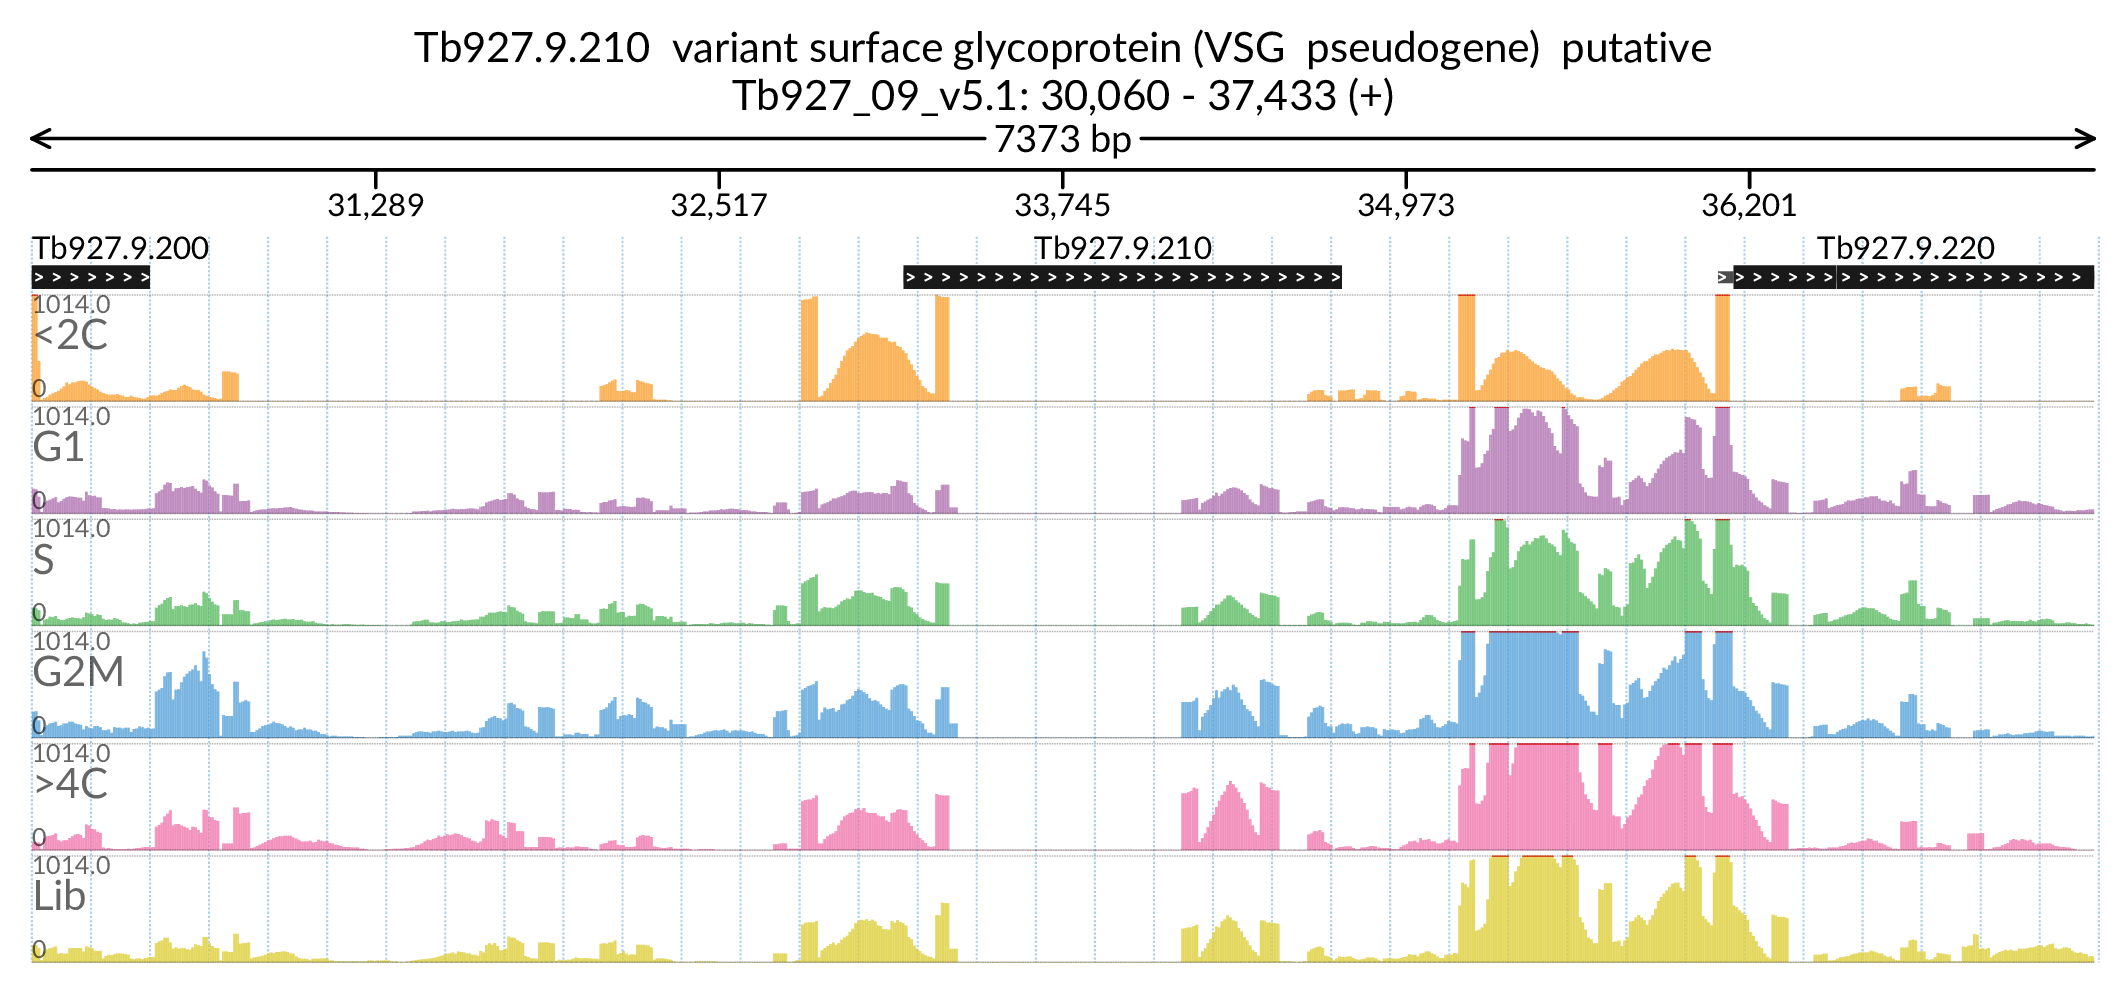 Tb927.9.210  variant surface glycoprotein (VSG  pseudogene)  putative
Tb927_09_v5.1: 30,060 - 37,433 (+)
7373 bp
31,289 32,517 33,745 34,973 36,201
Tb927.9.200 Tb927.9.210 Tb927.9.220
1014.0
<2C
0
1014.0
G1
0
1014.0
S
0
1014.0
G2M
0
1014.0
>4C
0
1014.0
Lib
0